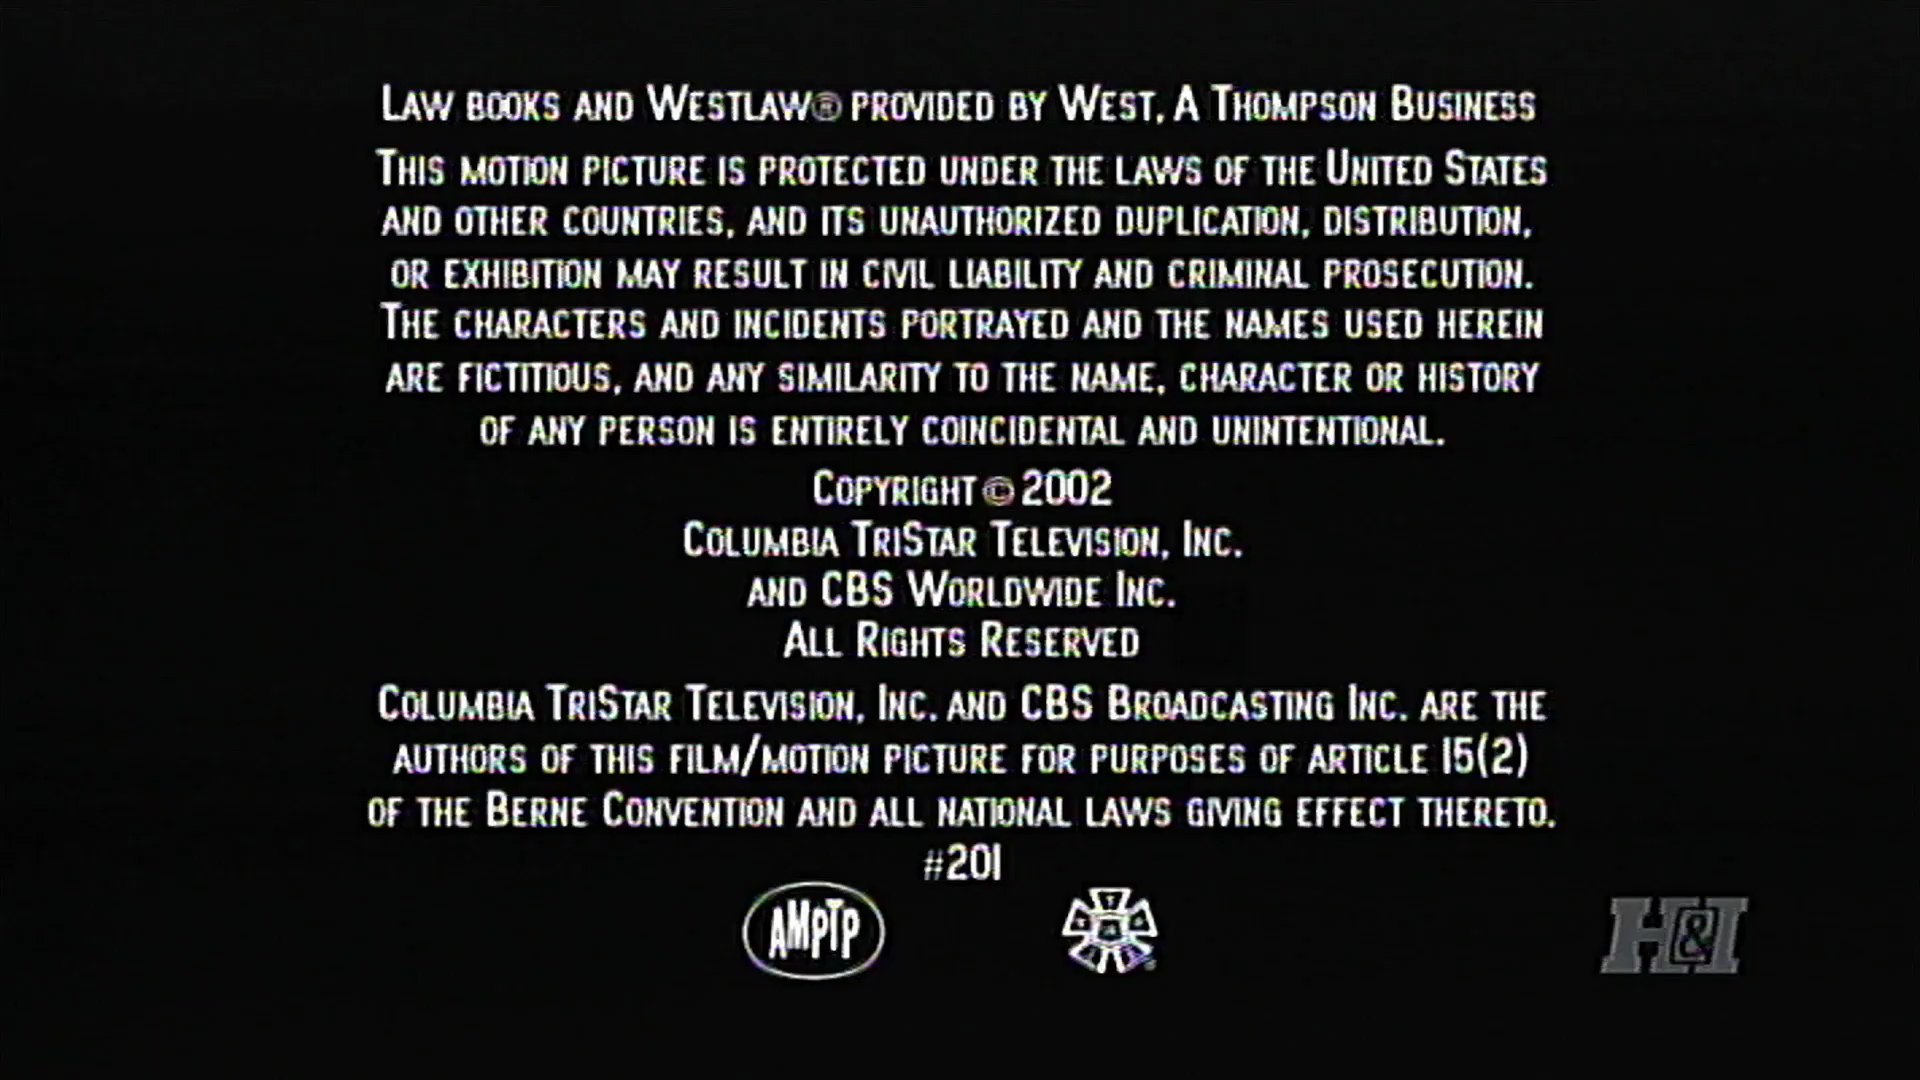 Law books and Westlaw® provided by West, A Thompson Business
This motion picture is protected under the laws of the United States
and other countries, and its unauthorized duplication, distribution,
or exhibition may result in civil liability and criminal prosecution.
The characters and incidents portrayed and the names used herein
are fictitious, and any similarity to the name, character or history
of any person is entirely coincidental and unintentional.
Copyright © 2002
Columbia TriStar Television, Inc.
and CBS Worldwide Inc.
All Rights Reserved
Columbia TriStar Television, Inc. and CBS Broadcasting Inc. are the
authors of this film/motion picture for purposes of article 15(2)
of the Berne Convention and all national laws giving effect thereto.
#201
AMPTP
H&I